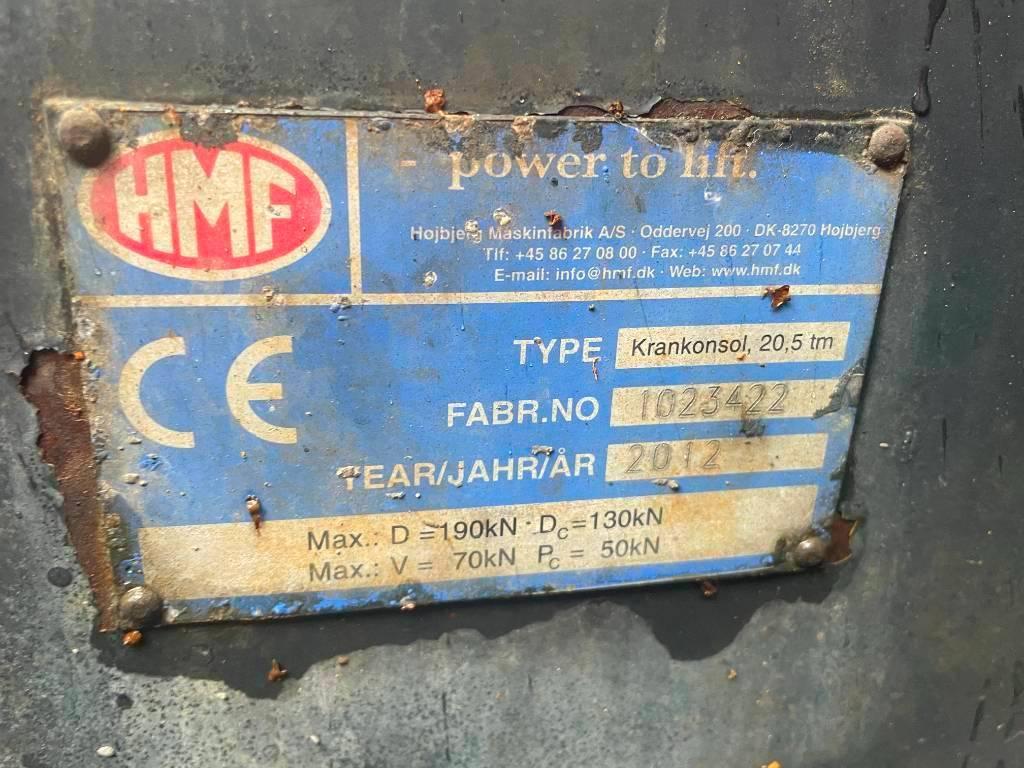 HMF
- power to lift.
Højbjerg Maskinfabrik A/S · Oddervej 200 · DK-8270 Højbjerg
Tlf: +45 86 27 08 00 · Fax: +45 86 27 07 44
E-mail: info@hmf.dk · Web: www.hmf.dk
CE
TYPE Krankonsol, 20,5 tm
FABR.NO 1023422
YEAR/JAHR/ÅR 2012
Max.: D =190kN · Dc=130kN
Max.: V = 70kN Pc = 50kN